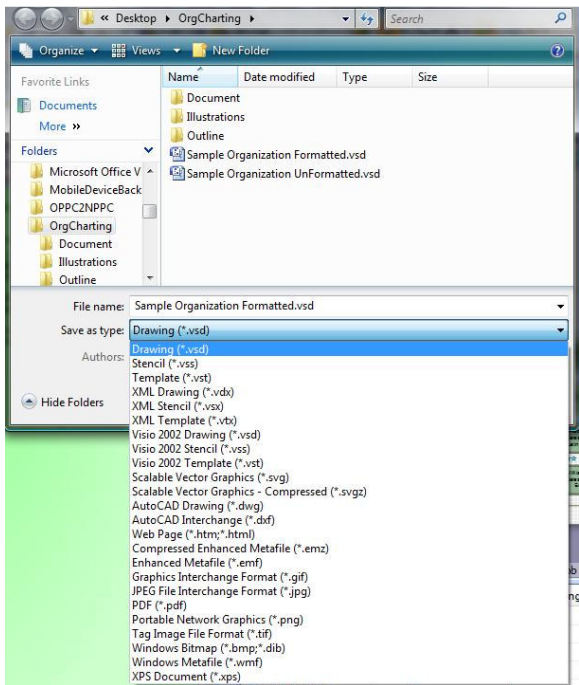 « Desktop ▸ OrgCharting ▸
Search
Organize Views New Folder
Favorite Links
Documents
More »
Folders
Microsoft Office V
MobileDeviceBack
OPPC2NPPC
OrgCharting
Document
Illustrations
Outline
Name Date modified Type Size
Document
Illustrations
Outline
Sample Organization Formatted.vsd
Sample Organization UnFormatted.vsd
File name: Sample Organization Formatted.vsd
Save as type: Drawing (*.vsd)
Authors:
Hide Folders
Drawing (*.vsd)
Stencil (*.vss)
Template (*.vst)
XML Drawing (*.vdx)
XML Stencil (*.vsx)
XML Template (*.vtx)
Visio 2002 Drawing (*.vsd)
Visio 2002 Stencil (*.vss)
Visio 2002 Template (*.vst)
Scalable Vector Graphics (*.svg)
Scalable Vector Graphics - Compressed (*.svgz)
AutoCAD Drawing (*.dwg)
AutoCAD Interchange (*.dxf)
Web Page (*.htm;*.html)
Compressed Enhanced Metafile (*.emz)
Enhanced Metafile (*.emf)
Graphics Interchange Format (*.gif)
JPEG File Interchange Format (*.jpg)
PDF (*.pdf)
Portable Network Graphics (*.png)
Tag Image File Format (*.tif)
Windows Bitmap (*.bmp;*.dib)
Windows Metafile (*.wmf)
XPS Document (*.xps)